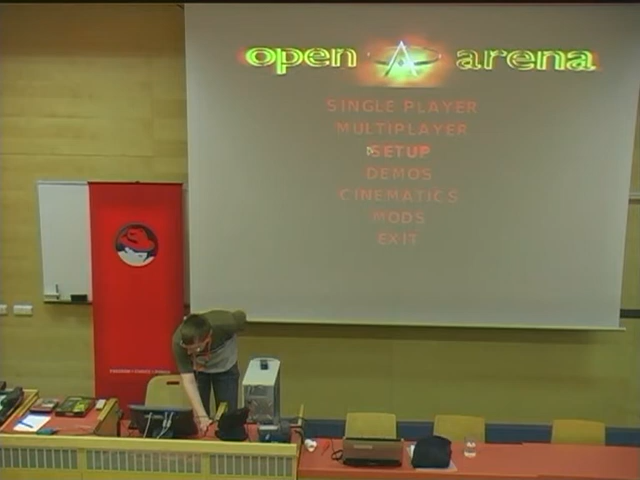 open arena
SINGLE PLAYER
MULTIPLAYER
SETUP
DEMOS
CINEMATICS
MODS
EXIT